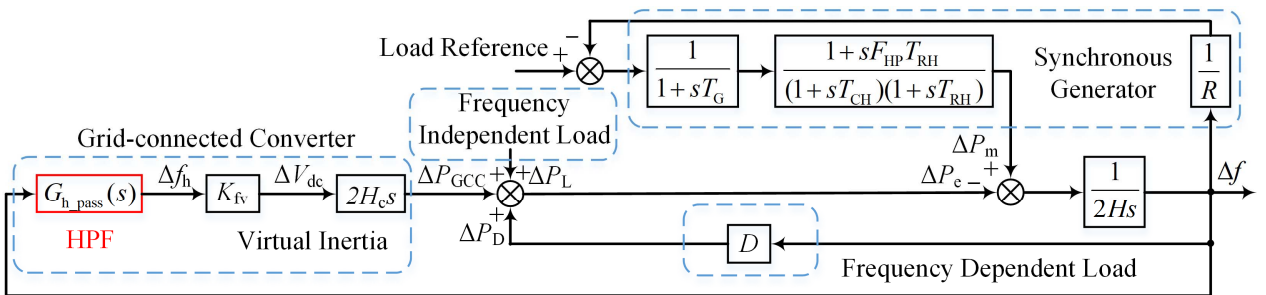 Load Reference
−
+
1
1+sT_G
1+sF_HP T_RH
(1+sT_CH)(1+sT_RH)
Synchronous
Generator
1
R
Frequency
Independent Load
Grid-connected Converter
G_h_pass(s)
Δf_h
K_fv
ΔV_dc
2H_c s
ΔP_GCC
+
+
ΔP_L
ΔP_m
+
ΔP_e
−
1
2Hs
Δf
HPF
Virtual Inertia
+
ΔP_D
D
Frequency Dependent Load